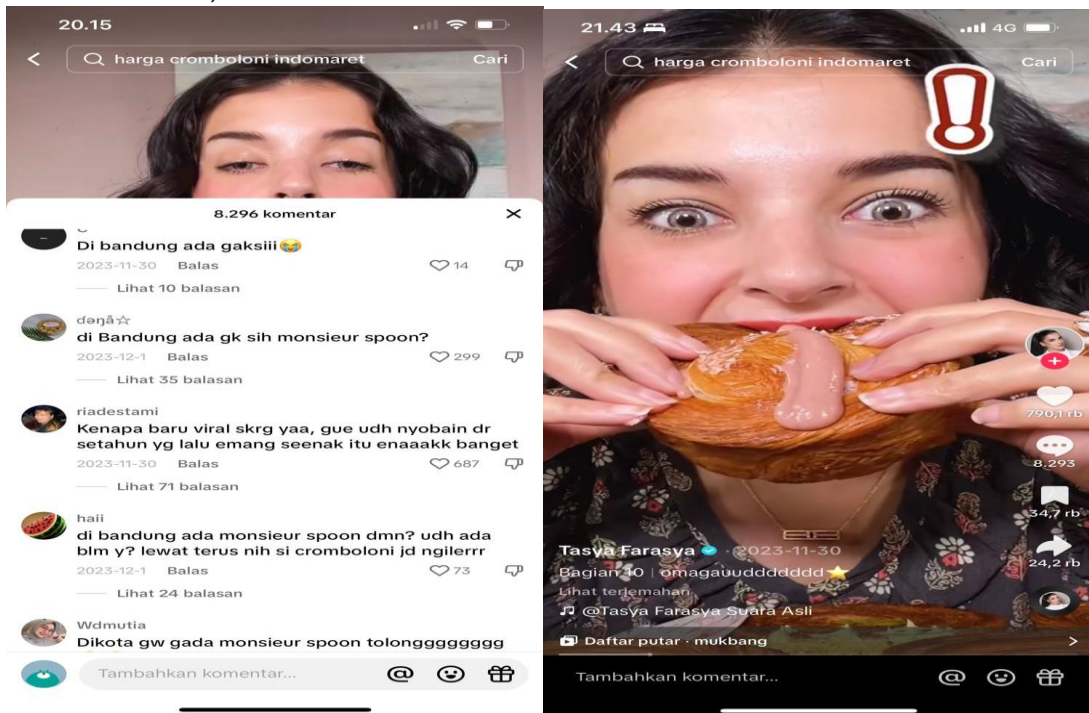 20.15
harga cromboloni indomaret
Cari
8.296 komentar
Di bandung ada gaksiii😭
2023-11-30 Balas 14
Lihat 10 balasan
dəŋå☆
di Bandung ada gk sih monsieur spoon?
2023-12-1 Balas 299
Lihat 35 balasan
riadestami
Kenapa baru viral skrg yaa, gue udh nyobain dr
setahun yg lalu emang seenak itu enaaakk banget
2023-11-30 Balas 687
Lihat 71 balasan
haii
di bandung ada monsieur spoon dmn? udh ada
blm y? lewat terus nih si cromboloni jd ngilerrr
2023-12-1 Balas 73
Lihat 24 balasan
Wdmutia
Dikota gw gada monsieur spoon tolonggggggggg
Tambahkan komentar...
21.43
4G
harga cromboloni indomaret
Cari
790,1 rb
8.293
34,7 rb
24,2 rb
Tasya Farasya · 2023-11-30
Bagian 10 | omagauudddddddd⭐
Lihat terjemahan
@Tasya Farasya Suara Asli
Daftar putar · mukbang
Tambahkan komentar...